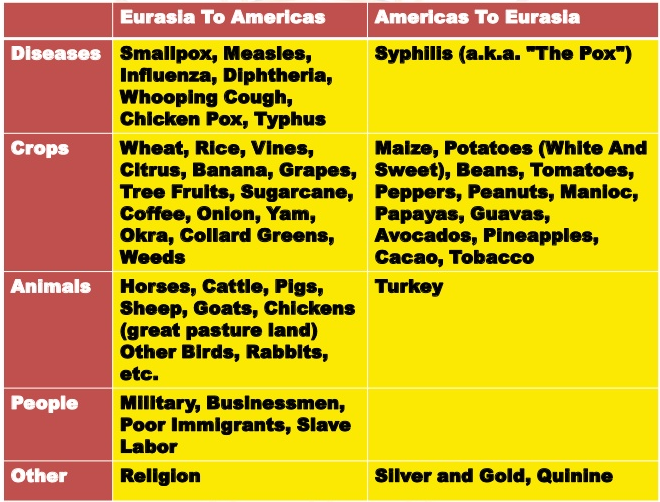 Eurasia To Americas
Americas To Eurasia
Diseases
Smallpox, Measles,
Influenza, Diphtheria,
Whooping Cough,
Chicken Pox, Typhus
Syphilis (a.k.a. "The Pox")
Crops
Wheat, Rice, Vines,
Citrus, Banana, Grapes,
Tree Fruits, Sugarcane,
Coffee, Onion, Yam,
Okra, Collard Greens,
Weeds
Maize, Potatoes (White And
Sweet), Beans, Tomatoes,
Peppers, Peanuts, Manioc,
Papayas, Guavas,
Avocados, Pineapples,
Cacao, Tobacco
Animals
Horses, Cattle, Pigs,
Sheep, Goats, Chickens
(great pasture land)
Other Birds, Rabbits,
etc.
Turkey
People
Military, Businessmen,
Poor Immigrants, Slave
Labor
Other
Religion
Silver and Gold, Quinine